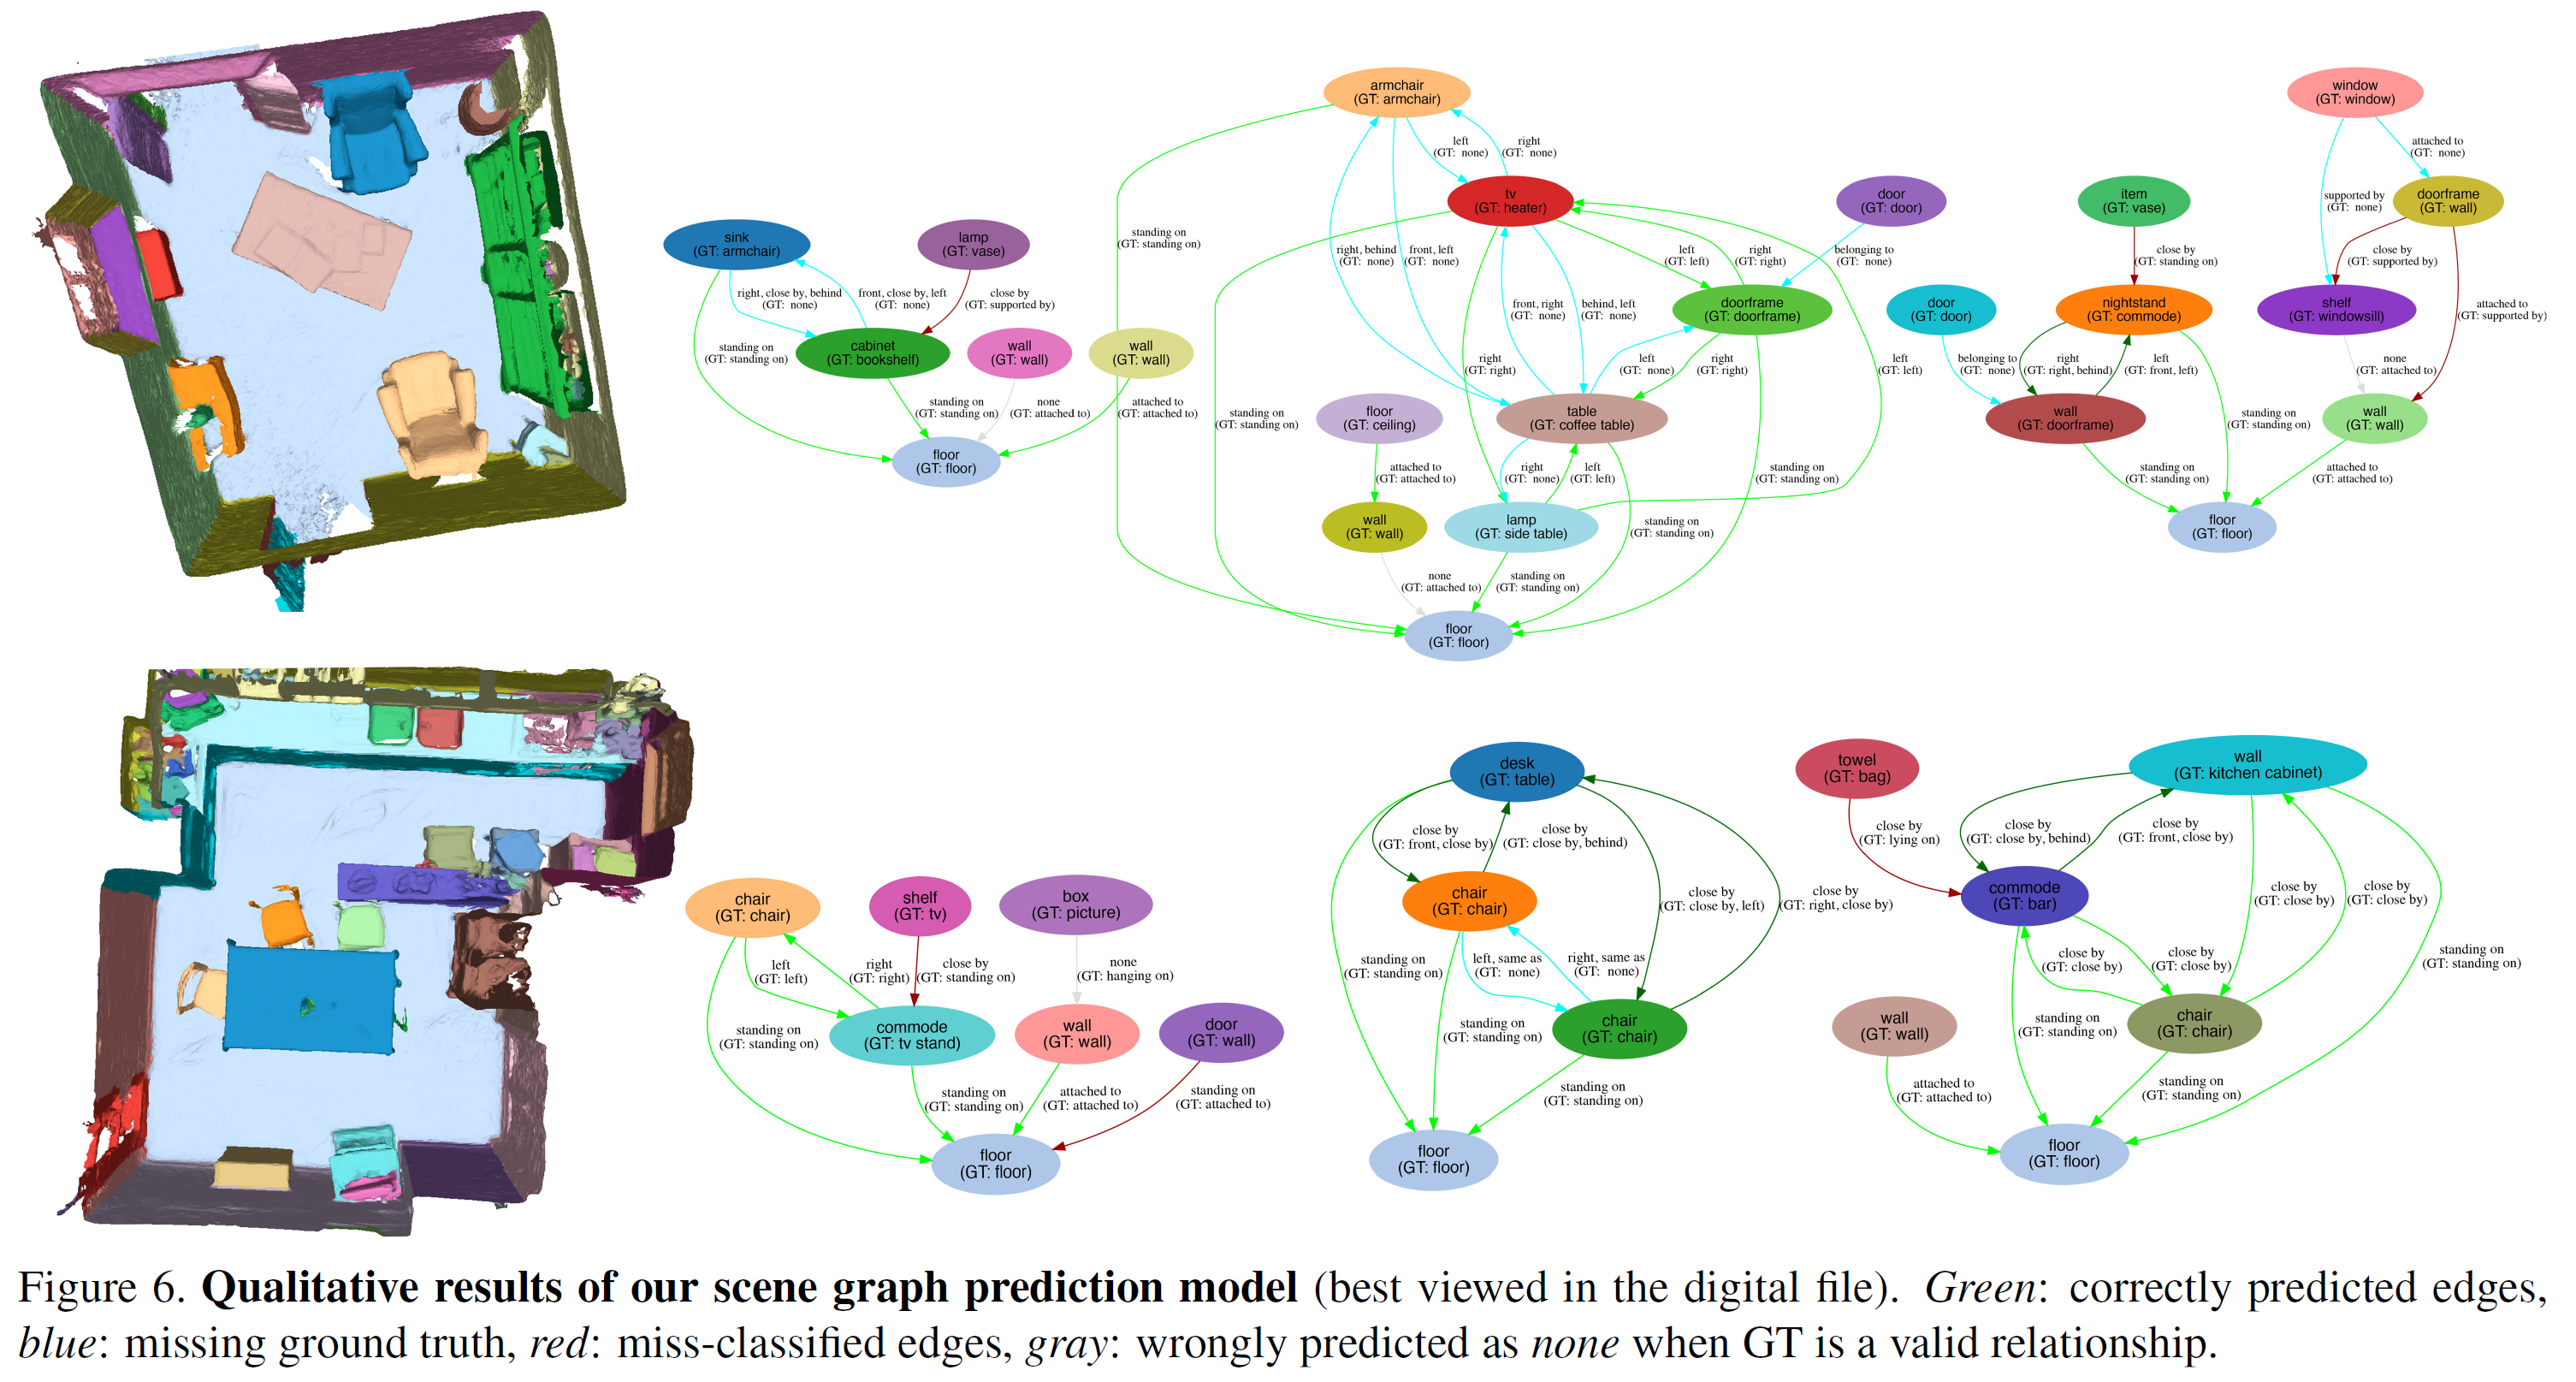 armchair
(GT: armchair)
left
(GT: none)
right
(GT: none)
tv
(GT: heater)
door
(GT: door)
sink
(GT: armchair)
lamp
(GT: vase)
standing on
(GT: standing on)
right, behind
(GT: none)
front, left
(GT: none)
left
(GT: left)
right
(GT: right)
belonging to
(GT: none)
right, close by, behind
(GT: none)
front, close by, left
(GT: none)
close by
(GT: supported by)
front, right
(GT: none)
behind, left
(GT: none)
doorframe
(GT: doorframe)
standing on
(GT: standing on)
cabinet
(GT: bookshelf)
wall
(GT: wall)
wall
(GT: wall)
right
(GT: right)
left
(GT: none)
right
(GT: right)
left
(GT: left)
standing on
(GT: standing on)
none
(GT: attached to)
attached to
(GT: attached to)
standing on
(GT: standing on)
floor
(GT: ceiling)
table
(GT: coffee table)
floor
(GT: floor)
attached to
(GT: attached to)
right
(GT: none)
left
(GT: left)
standing on
(GT: standing on)
wall
(GT: wall)
lamp
(GT: side table)
standing on
(GT: standing on)
none
(GT: attached to)
standing on
(GT: standing on)
floor
(GT: floor)
window
(GT: window)
attached to
(GT: none)
item
(GT: vase)
supported by
(GT: none)
doorframe
(GT: wall)
close by
(GT: standing on)
close by
(GT: supported by)
door
(GT: door)
nightstand
(GT: commode)
shelf
(GT: windowsill)
attached to
(GT: supported by)
belonging to
(GT: none)
right
(GT: right, behind)
left
(GT: front, left)
none
(GT: attached to)
wall
(GT: doorframe)
standing on
(GT: standing on)
wall
(GT: wall)
standing on
(GT: standing on)
attached to
(GT: attached to)
floor
(GT: floor)
chair
(GT: chair)
shelf
(GT: tv)
box
(GT: picture)
left
(GT: left)
right
(GT: right)
close by
(GT: standing on)
none
(GT: hanging on)
standing on
(GT: standing on)
commode
(GT: tv stand)
wall
(GT: wall)
door
(GT: wall)
standing on
(GT: standing on)
attached to
(GT: attached to)
standing on
(GT: attached to)
floor
(GT: floor)
desk
(GT: table)
close by
(GT: front, close by)
close by
(GT: close by, behind)
chair
(GT: chair)
close by
(GT: close by, left)
close by
(GT: right, close by)
standing on
(GT: standing on)
left, same as
(GT: none)
right, same as
(GT: none)
standing on
(GT: standing on)
chair
(GT: chair)
standing on
(GT: standing on)
floor
(GT: floor)
towel
(GT: bag)
wall
(GT: kitchen cabinet)
close by
(GT: lying on)
close by
(GT: close by, behind)
close by
(GT: front, close by)
commode
(GT: bar)
close by
(GT: close by)
close by
(GT: close by)
close by
(GT: close by)
close by
(GT: close by)
standing on
(GT: standing on)
wall
(GT: wall)
standing on
(GT: standing on)
chair
(GT: chair)
attached to
(GT: attached to)
standing on
(GT: standing on)
floor
(GT: floor)
Figure 6. Qualitative results of our scene graph prediction model (best viewed in the digital file). Green: correctly predicted edges,
blue: missing ground truth, red: miss-classified edges, gray: wrongly predicted as none when GT is a valid relationship.